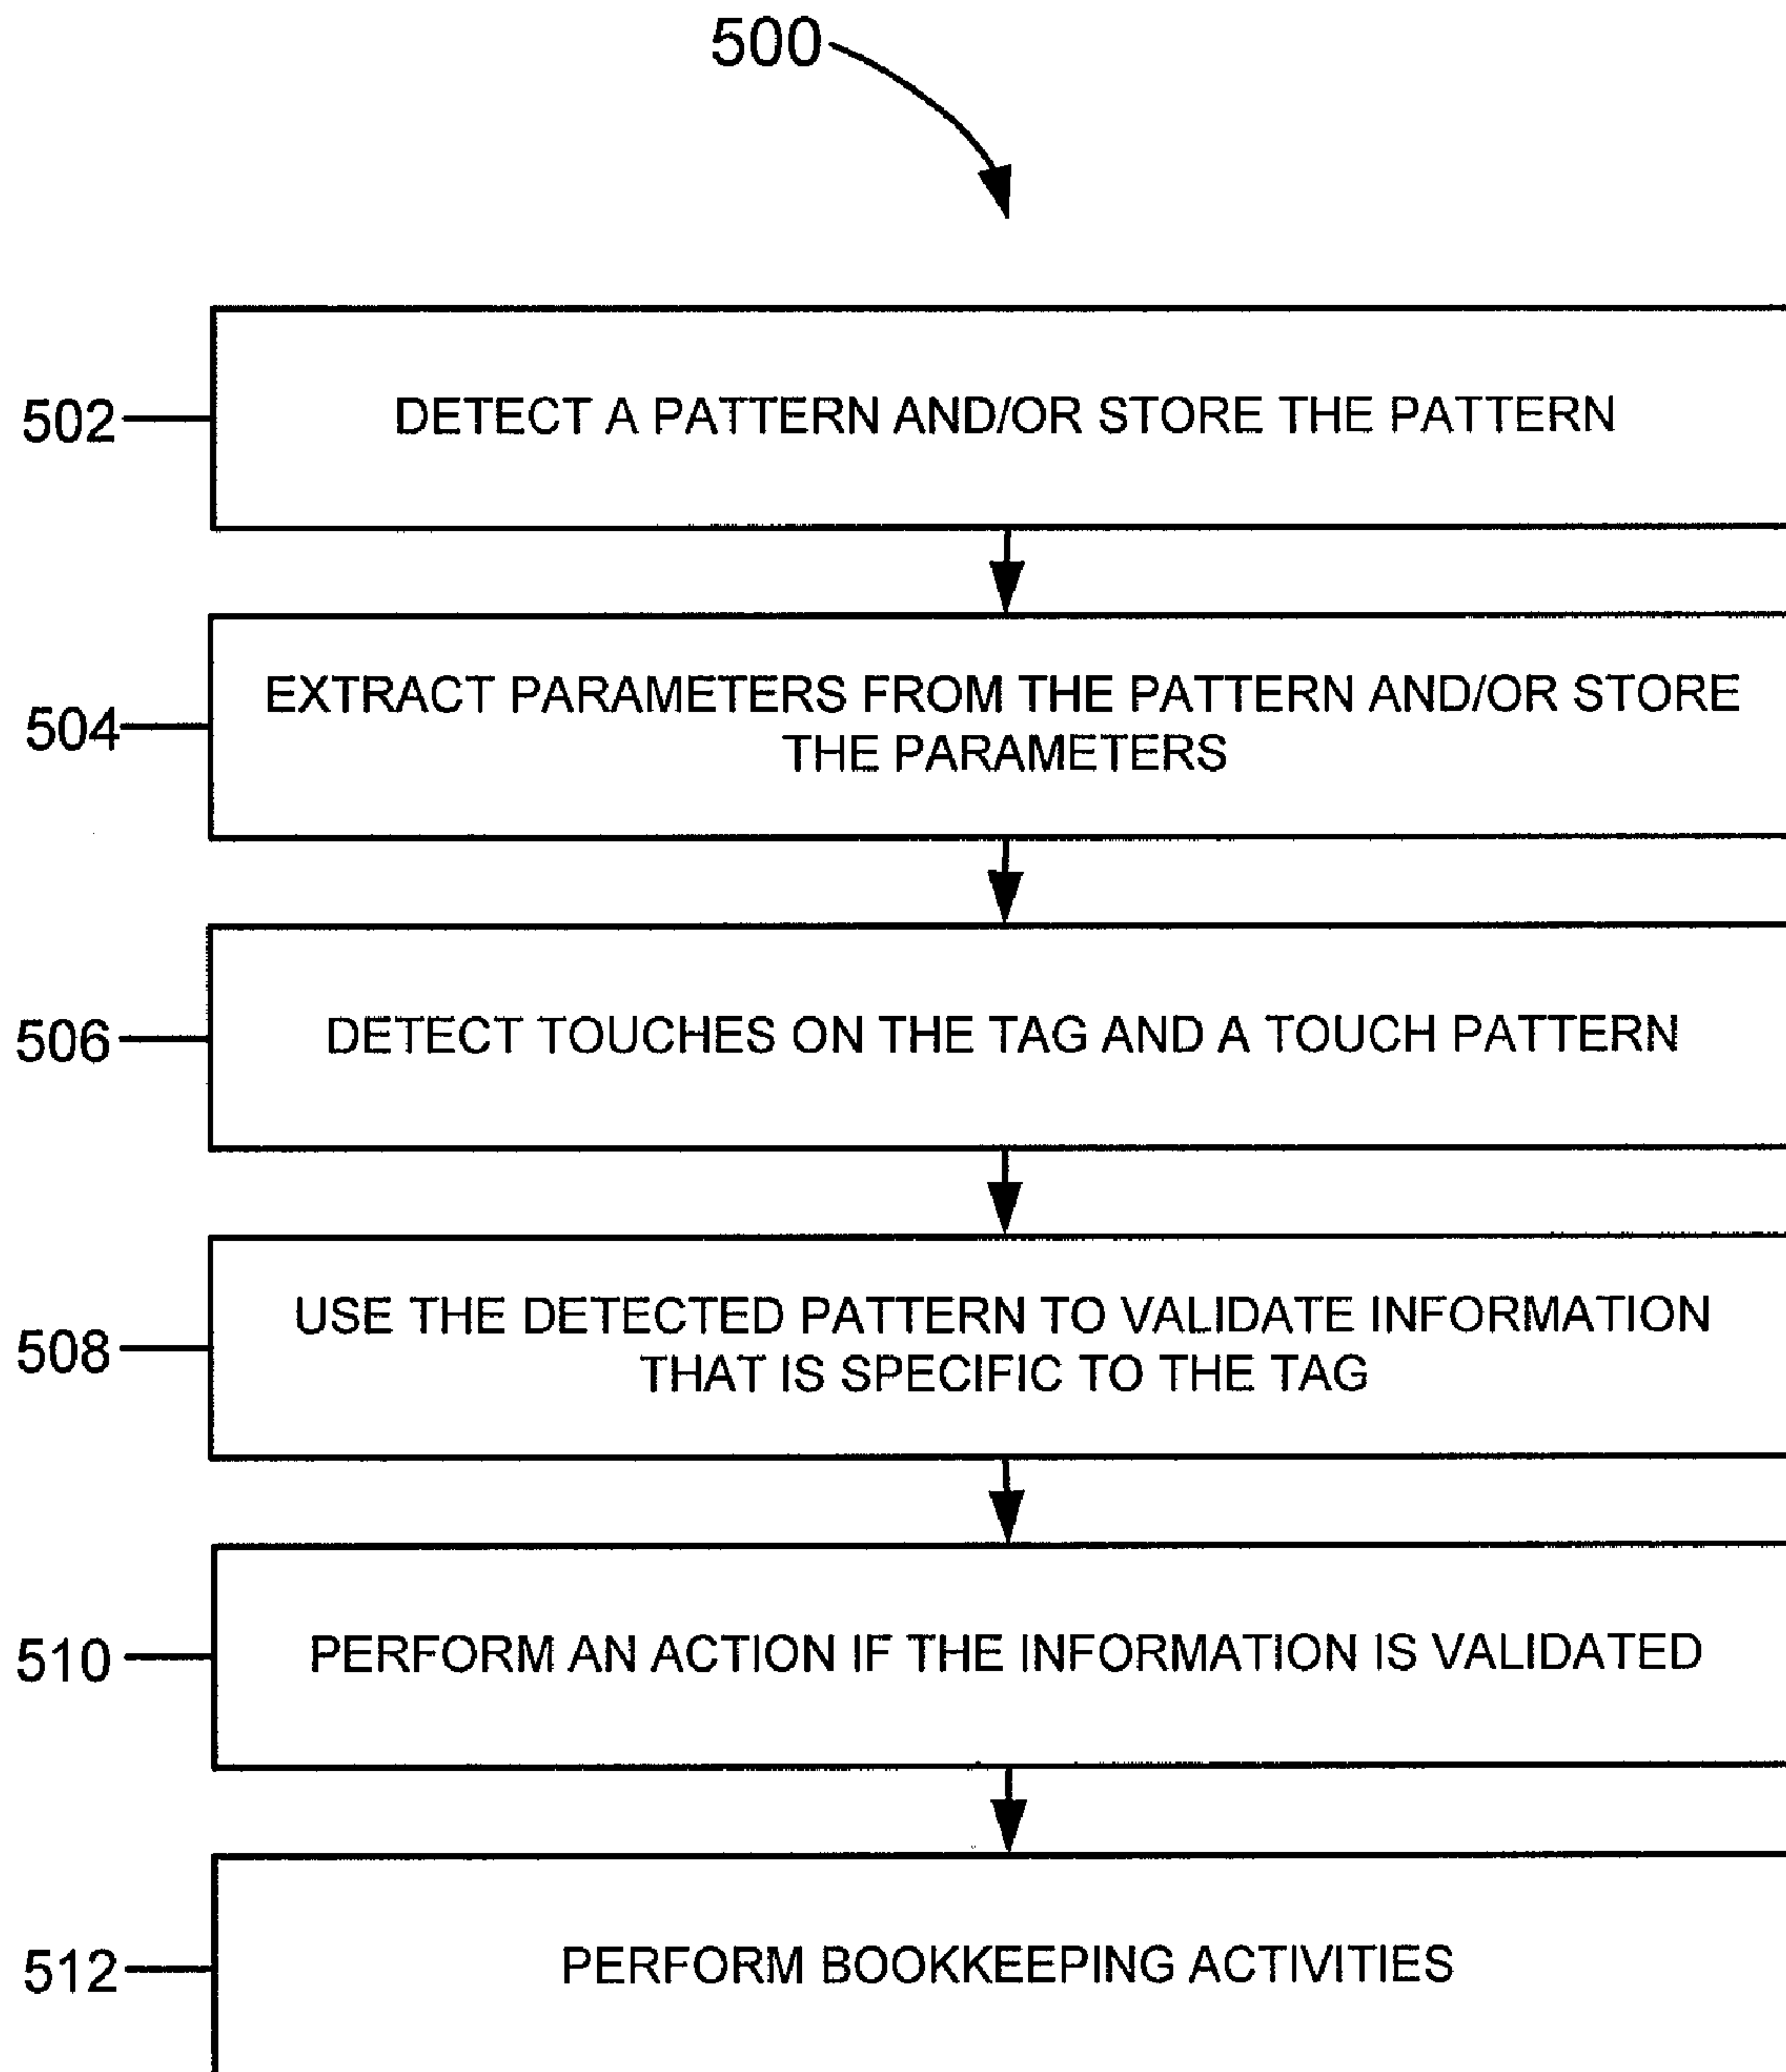 500
502
DETECT A PATTERN AND/OR STORE THE PATTERN
504
EXTRACT PARAMETERS FROM THE PATTERN AND/OR STORE
THE PARAMETERS
506
DETECT TOUCHES ON THE TAG AND A TOUCH PATTERN
508
USE THE DETECTED PATTERN TO VALIDATE INFORMATION
THAT IS SPECIFIC TO THE TAG
510
PERFORM AN ACTION IF THE INFORMATION IS VALIDATED
512
PERFORM BOOKKEEPING ACTIVITIES